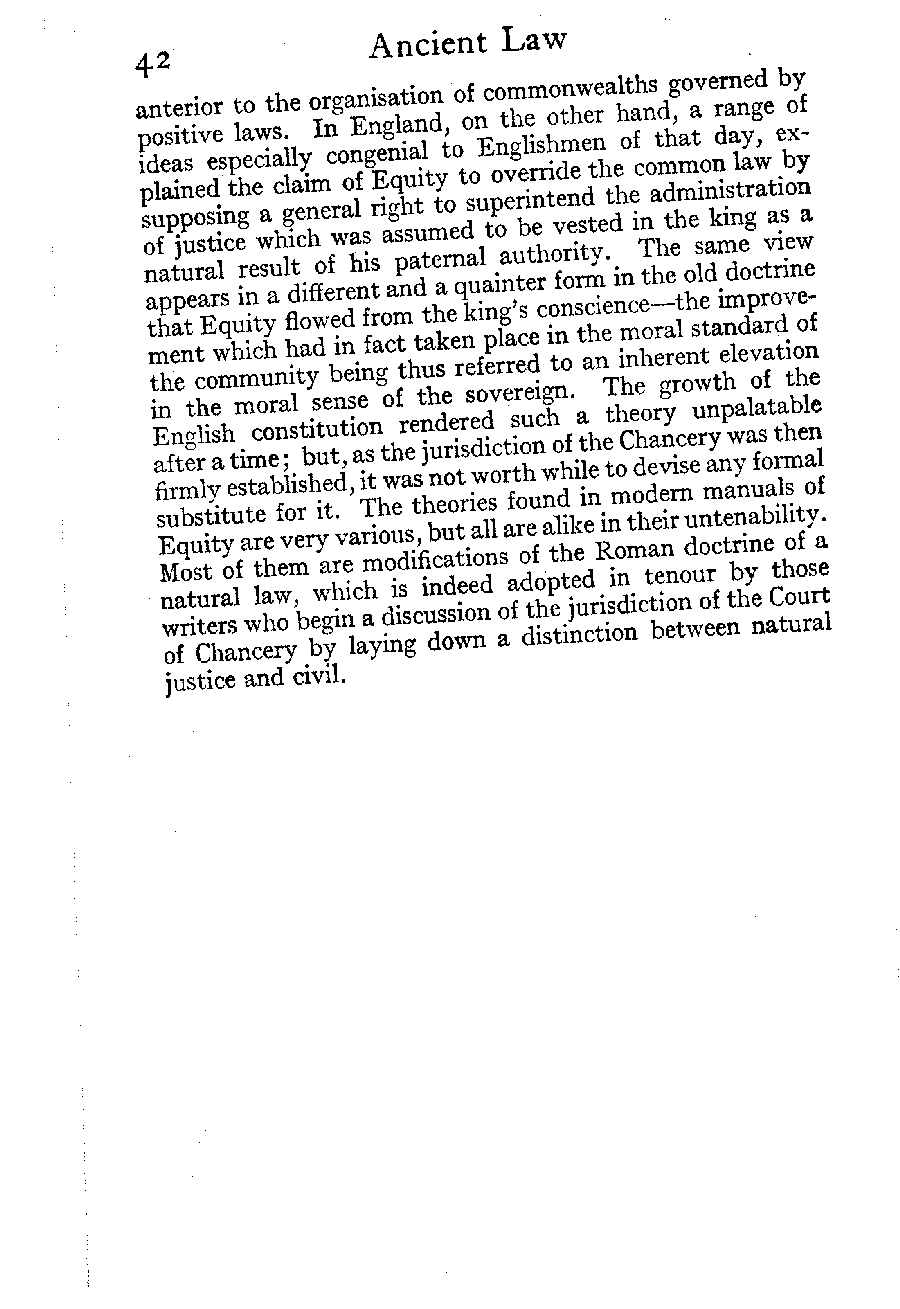 42
Ancient Law
anterior to the organisation of commonwealths governed by
positive laws. In England, on the other hand, a range of
ideas especially congenial to Englishmen of that day, ex-
plained the claim of Equity to override the common law by
supposing a general right to superintend the administration
of justice which was assumed to be vested in the king as a
natural result of his paternal authority. The same view
appears in a different and a quainter form in the old doctrine
that Equity flowed from the king's conscience—the improve-
ment which had in fact taken place in the moral standard of
the community being thus referred to an inherent elevation
in the moral sense of the sovereign. The growth of the
English constitution rendered such a theory unpalatable
after a time; but, as the jurisdiction of the Chancery was then
firmly established, it was not worth while to devise any formal
substitute for it. The theories found in modern manuals of
Equity are very various, but all are alike in their untenability.
Most of them are modifications of the Roman doctrine of a
natural law, which is indeed adopted in tenour by those
writers who begin a discussion of the jurisdiction of the Court
of Chancery by laying down a distinction between natural
justice and civil.